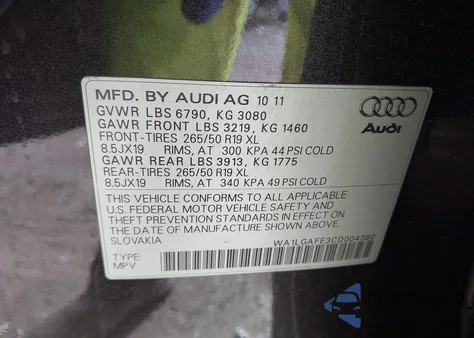 MFD. BY AUDI AG 10 11
GVWR LBS 6790, KG 3080
GAWR FRONT LBS 3219, KG 1460
FRONT-TIRES 265/50 R19 XL
8.5JX19 RIMS, AT 300 KPA 44 PSI COLD
GAWR REAR LBS 3913, KG 1775
REAR-TIRES 265/50 R19 XL
8.5JX19 RIMS, AT 340 KPA 49 PSI COLD
Audi
THIS VEHICLE CONFORMS TO ALL APPLICABLE
U.S. FEDERAL MOTOR VEHICLE SAFETY AND
THEFT PREVENTION STANDARDS IN EFFECT ON
THE DATE OF MANUFACTURE SHOWN ABOVE.
SLOVAKIA
WA1LGAFE3CD004360
TYPE:
MPV